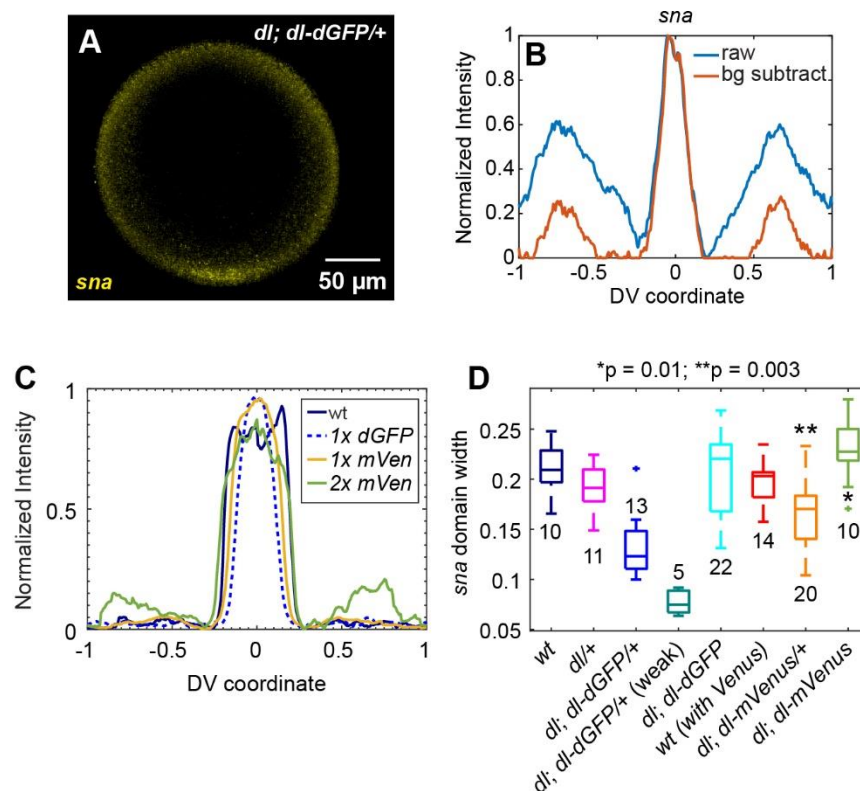 A
dl; dl-dGFP/+
sna
50 µm
B
sna
raw
bg subtract
Normalized Intensity
1
0.8
0.6
0.4
0.2
0
-1 -0.5 0 0.5 1
DV coordinate
C
wt
1x dGFP
1x mVen
2x mVen
Normalized Intensity
1
0.5
0
-1 -0.5 0 0.5 1
DV coordinate
D
*p = 0.01; **p = 0.003
sna domain width
0.25
0.2
0.15
0.1
0.05
10
11
13
5
22
14
**
20
*
10
wt
dl/+
dl; dl-dGFP/+
dl; dl-dGFP/+ (weak)
dl; dl-dGFP
wt (with Venus)
dl; dl-mVenus/+
dl; dl-mVenus